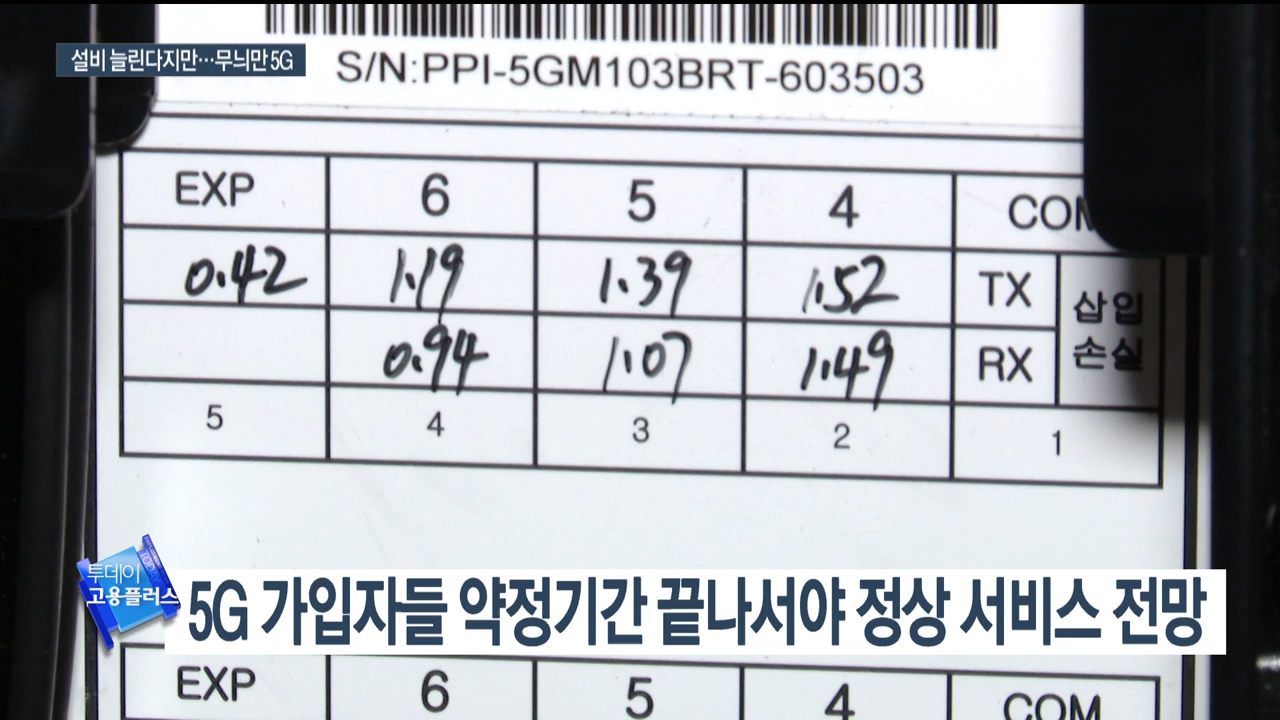 설비 늘린다지만…무늬만 5G
S/N:PPI-5GM103BRT-603503
EXP 6 5 4 COM
0.42 1.19 1.39 1.52 TX 삽입
0.94 1.07 1.49 RX 손실
5 4 3 2 1
투데이
고용플러스
5G 가입자들 약정기간 끝나서야 정상 서비스 전망
EXP 6 5 4 COM